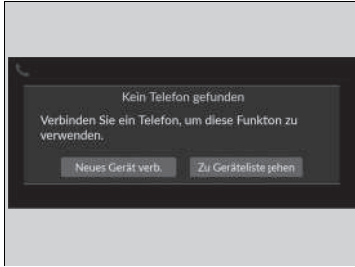 Kein Telefon gefunden
Verbinden Sie ein Telefon, um diese Funkton zu
verwenden.
Neues Gerät verb.
Zu Geräteliste gehen